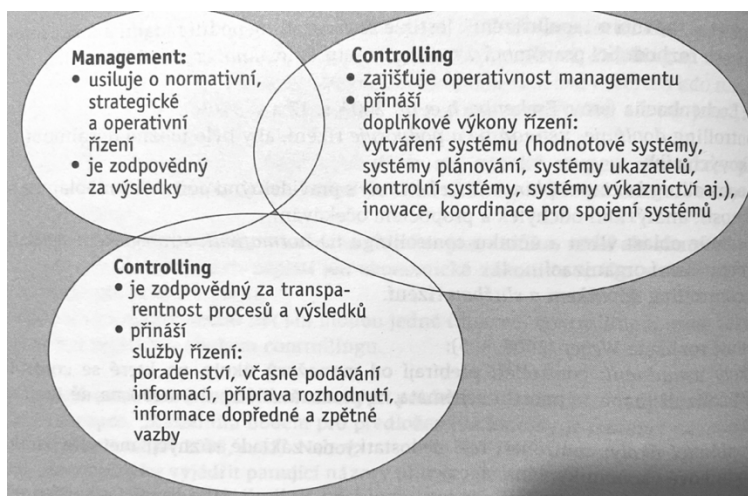 Management:
• usiluje o normativní,
strategické
a operativní
řízení
• je zodpovědný
za výsledky
Controlling
• zajišťuje operativnost managementu
• přináší
doplňkové výkony řízení:
vytváření systému (hodnotové systémy,
systémy plánování, systémy ukazatelů,
kontrolní systémy, systémy výkaznictví aj.),
inovace, koordinace pro spojení systémů
Controlling
• je zodpovědný za transpa-
rentnost procesů a výsledků
• přináší
služby řízení:
poradenství, včasné podávání
informací, příprava rozhodnutí,
informace dopředné a zpětné
vazby